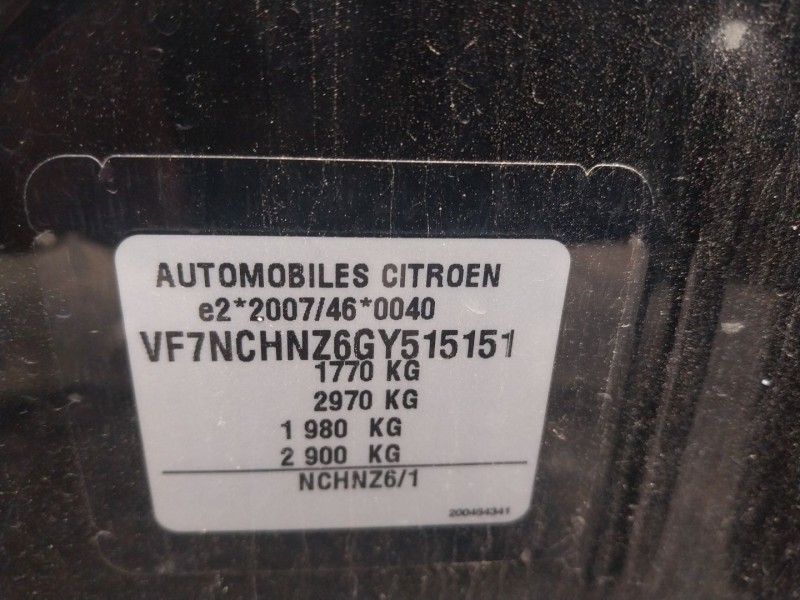 AUTOMOBILES CITROEN
e2*2007/46*0040
VF7NCHNZ6GY515151
1770 KG
2970 KG
1 980 KG
2 900 KG
NCHNZ6/1
200494341